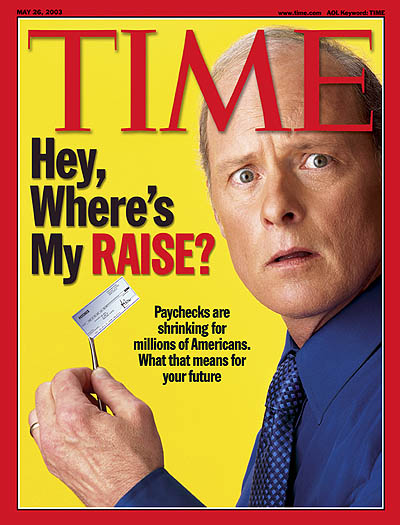 MAY 26, 2003
www.time.com AOL Keyword: TIME
TIME
Hey,
Where's
My RAISE?
Paychecks are
shrinking for
millions of Americans.
What that means for
your future